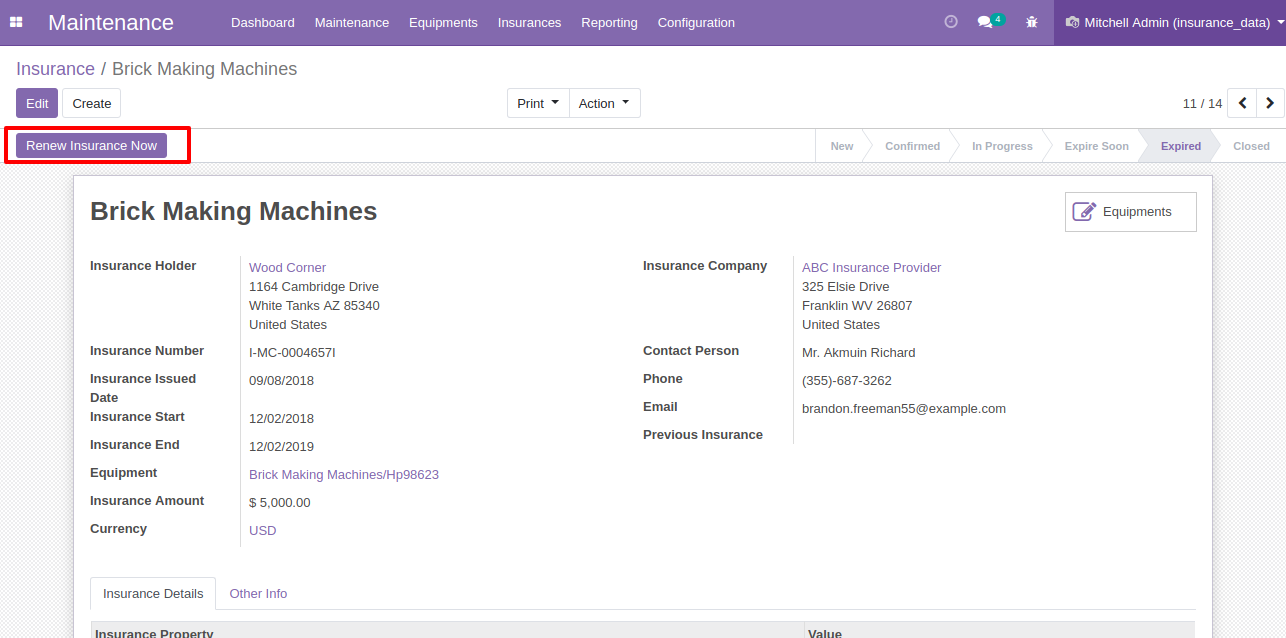 Maintenance Dashboard Maintenance Equipments Insurances Reporting Configuration 4 Mitchell Admin (insurance_data)
Insurance / Brick Making Machines
Edit Create Print Action 11 / 14
Renew Insurance Now New Confirmed In Progress Expire Soon Expired Closed
Brick Making Machines
Equipments
Insurance Holder Wood Corner
1164 Cambridge Drive
White Tanks AZ 85340
United States
Insurance Number I-MC-0004657I
Insurance Issued Date 09/08/2018
Insurance Start 12/02/2018
Insurance End 12/02/2019
Equipment Brick Making Machines/Hp98623
Insurance Amount $ 5,000.00
Currency USD
Insurance Company ABC Insurance Provider
325 Elsie Drive
Franklin WV 26807
United States
Contact Person Mr. Akmuin Richard
Phone (355)-687-3262
Email brandon.freeman55@example.com
Previous Insurance
Insurance Details Other Info
Insurance Property Value